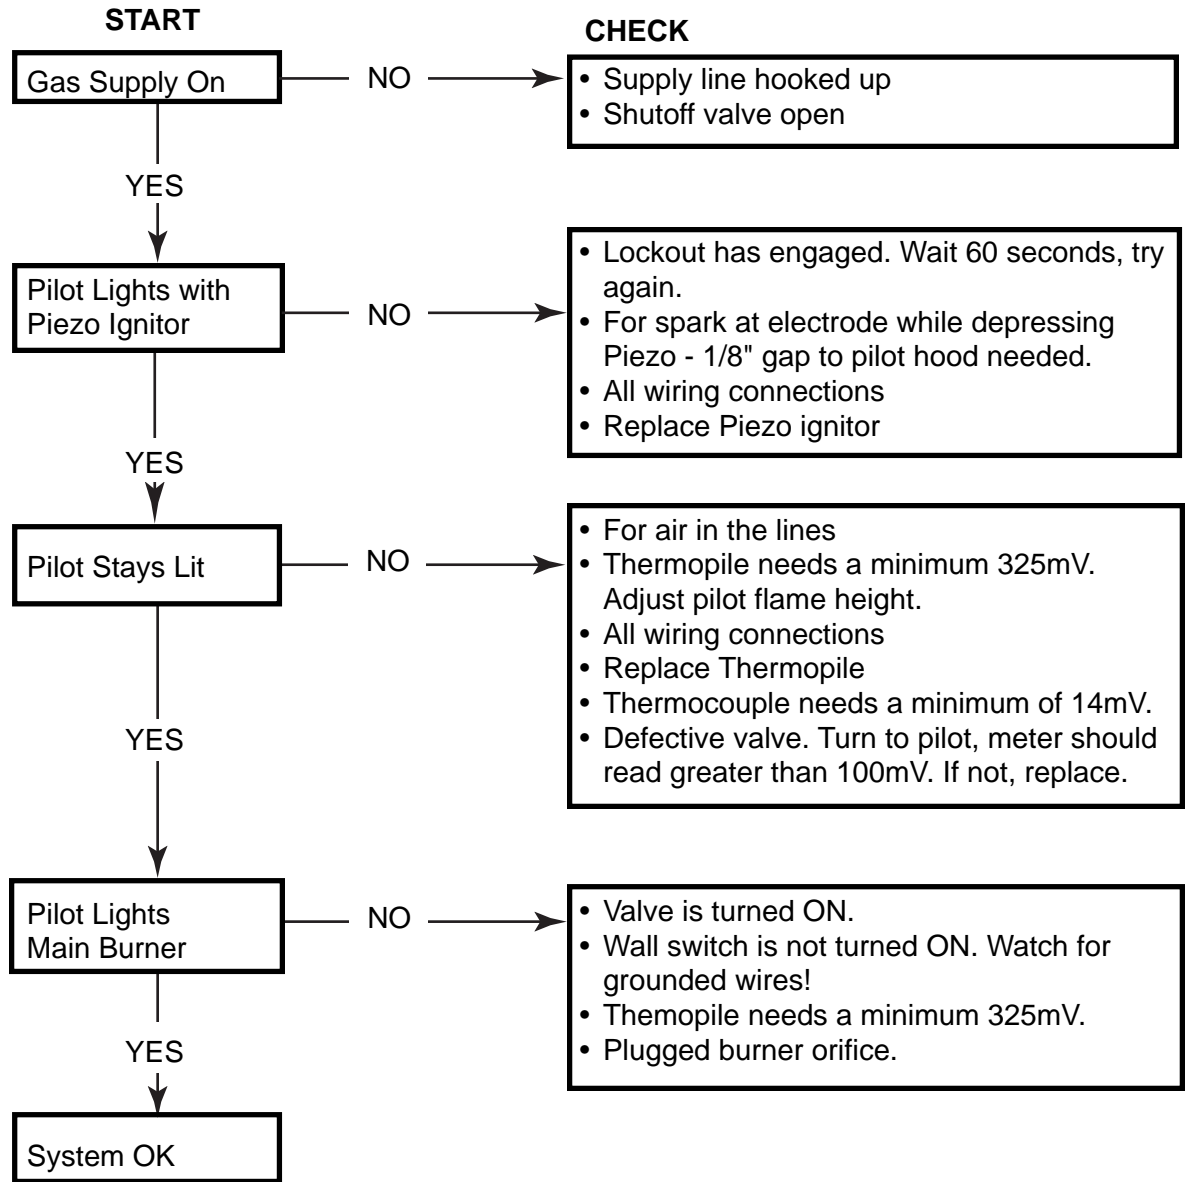 START
CHECK
Gas Supply On
NO
• Supply line hooked up
• Shutoff valve open
YES
Pilot Lights with
Piezo Ignitor
NO
• Lockout has engaged. Wait 60 seconds, try
again.
• For spark at electrode while depressing
Piezo - 1/8" gap to pilot hood needed.
• All wiring connections
• Replace Piezo ignitor
YES
Pilot Stays Lit
NO
• For air in the lines
• Thermopile needs a minimum 325mV.
Adjust pilot flame height.
• All wiring connections
• Replace Thermopile
• Thermocouple needs a minimum of 14mV.
• Defective valve. Turn to pilot, meter should
read greater than 100mV. If not, replace.
YES
Pilot Lights
Main Burner
NO
• Valve is turned ON.
• Wall switch is not turned ON. Watch for
grounded wires!
• Themopile needs a minimum 325mV.
• Plugged burner orifice.
YES
System OK